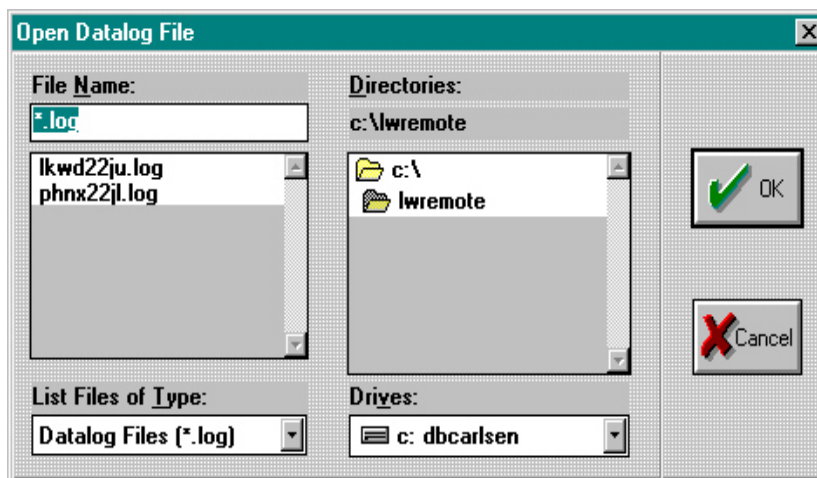 Open Datalog File
File Name:
*.log
lkwd22ju.log
phnx22jl.log
List Files of Type:
Datalog Files (*.log)
Directories:
c:\lwremote
c:\
lwremote
Drives:
c: dbcarlsen
OK
Cancel